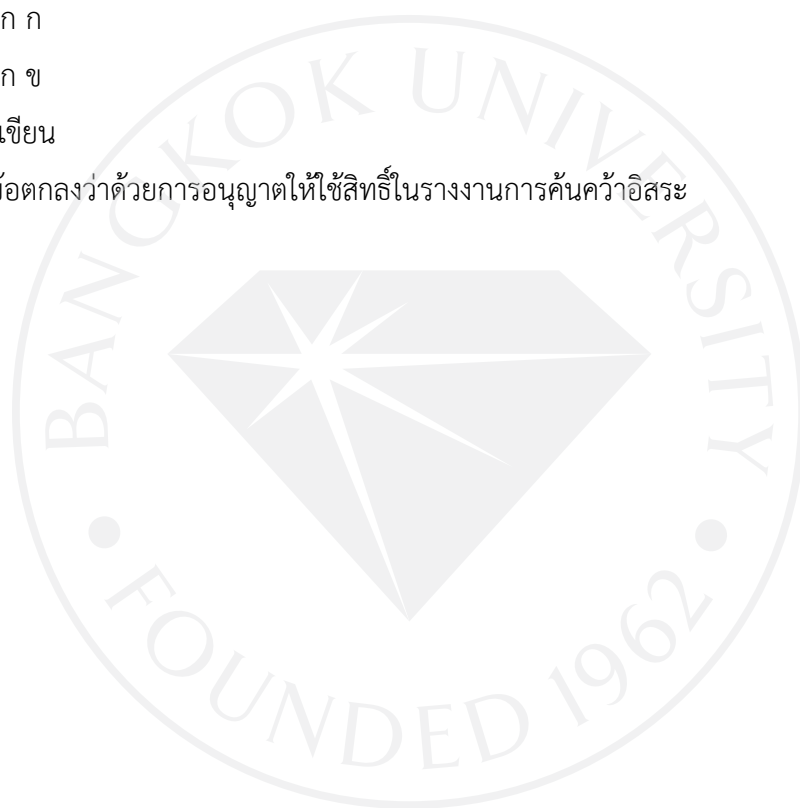 ก ก
ก ข
เขียน
ข้อตกลงว่าด้วยการอนุญาตให้ใช้สิทธิ์ในรางงานการค้นคว้าอิสระ
BANGKOK UNIVERSITY
FOUNDED 1962